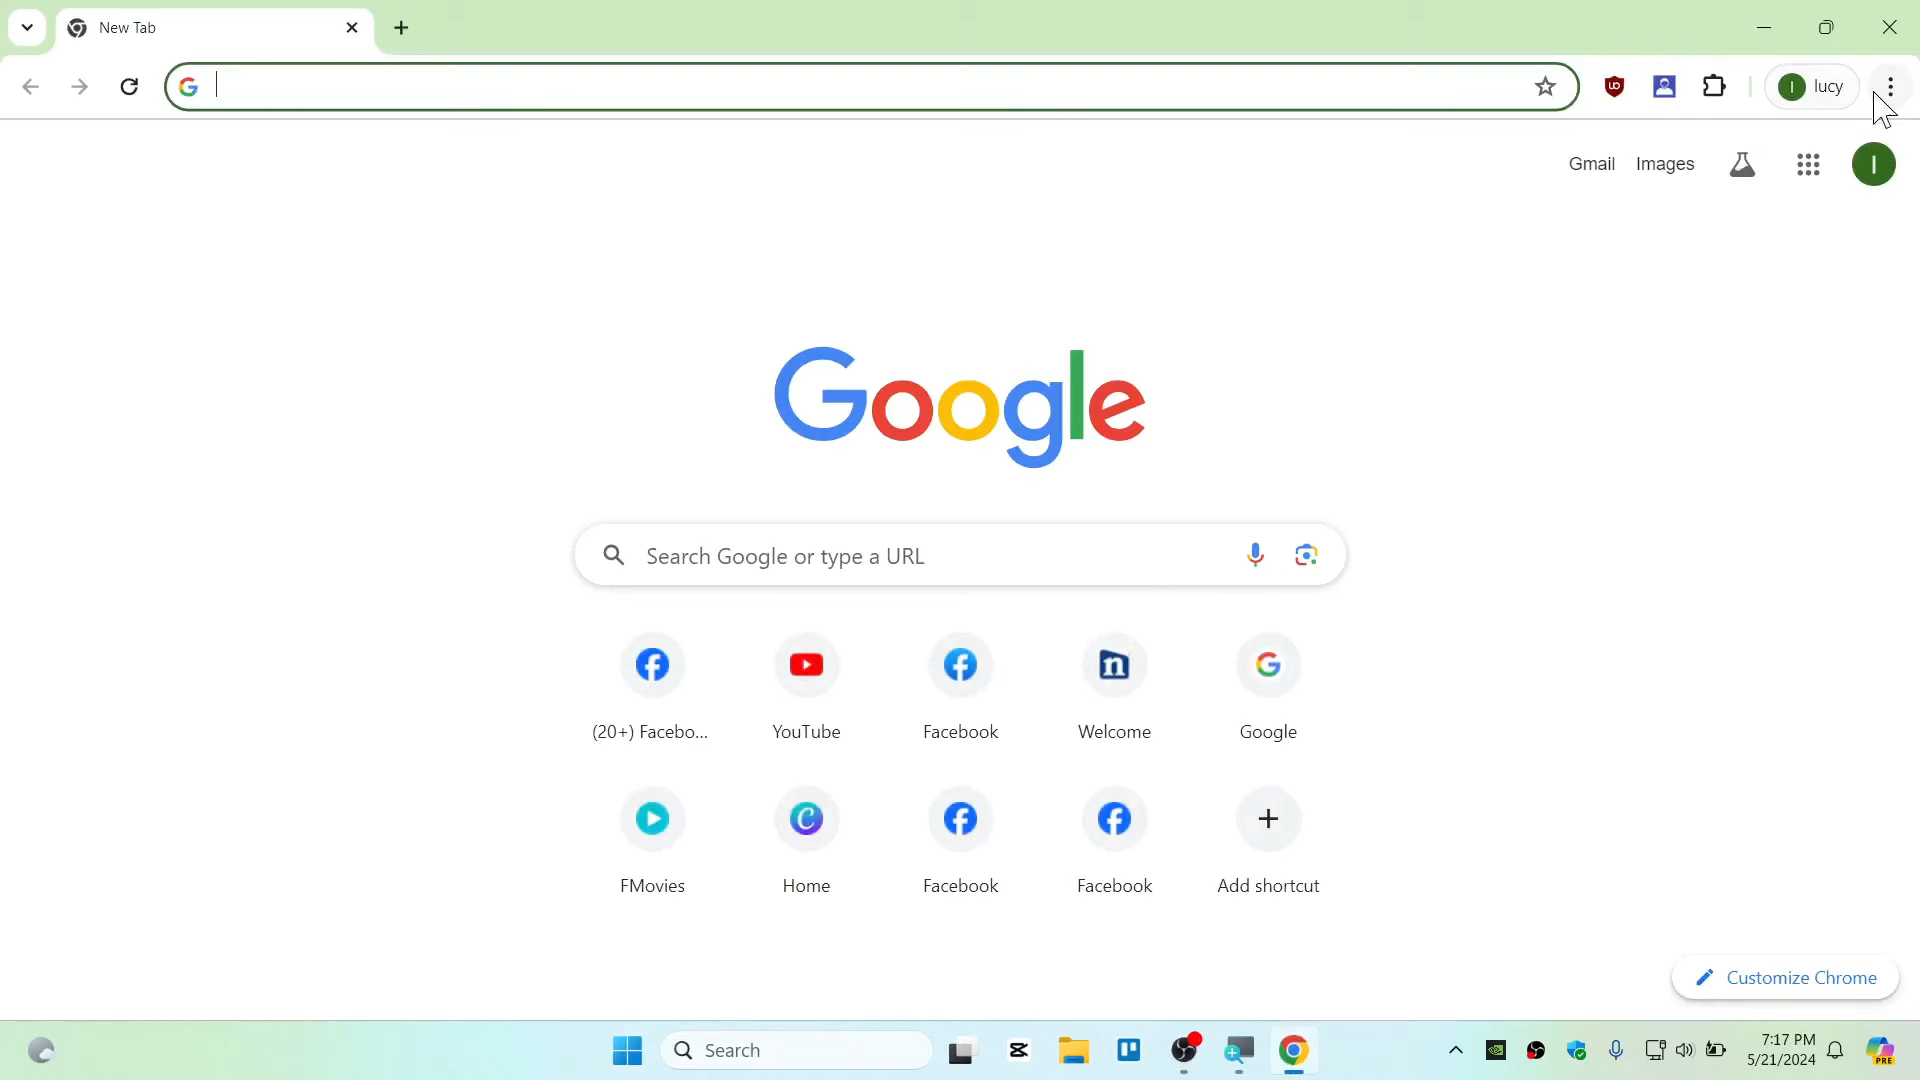 New Tab
lucy
Gmail Images
Google
Search Google or type a URL
(20+) Facebo... YouTube Facebook Welcome Google
FMovies Home Facebook Facebook Add shortcut
Customize Chrome
Search
7:17 PM
5/21/2024
PRE